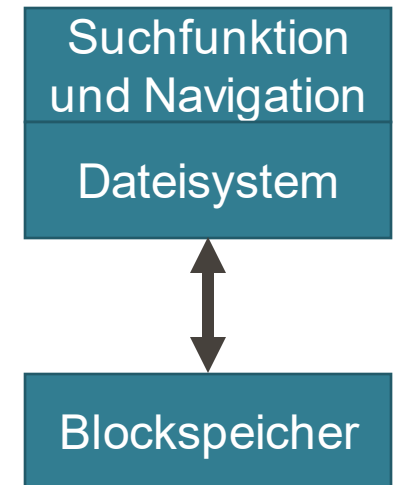 Suchfunktion
und Navigation
Dateisystem
Blockspeicher